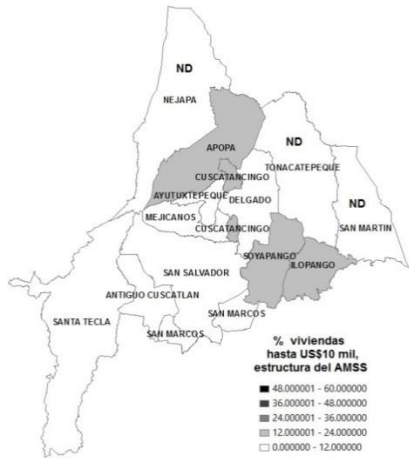 ND
NEJAPA
APOPA
ND
CUSCATANCINGO
TONACATEPEQUE
AYUTUXTEPEQUE
DELGADO
ND
MEJICANOS
CUSCATANCINGO
SAN MARTIN
SOYAPANGO
ILOPANGO
SAN SALVADOR
ANTIGUO CUSCATLAN
SAN MARCOS
SANTA TECLA
SAN MARCOS
% viviendas
hasta US$10 mil,
estructura del AMSS
48.000001 - 60.000000
36.000001 - 48.000000
24.000001 - 36.000000
12.000001 - 24.000000
0.000000 - 12.000000